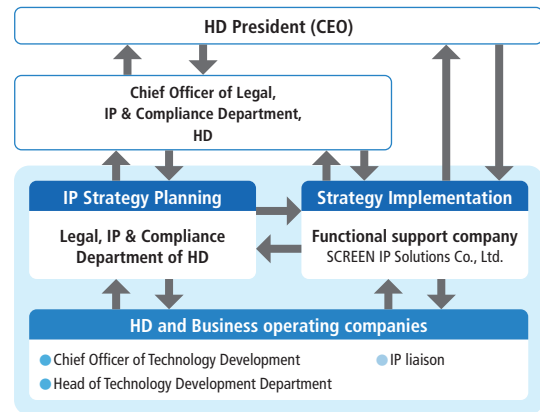 HD President (CEO)
Chief Officer of Legal,
IP & Compliance Department,
HD
IP Strategy Planning
Legal, IP & Compliance
Department of HD
Strategy Implementation
Functional support company
SCREEN IP Solutions Co., Ltd.
HD and Business operating companies
Chief Officer of Technology Development
IP liaison
Head of Technology Development Department